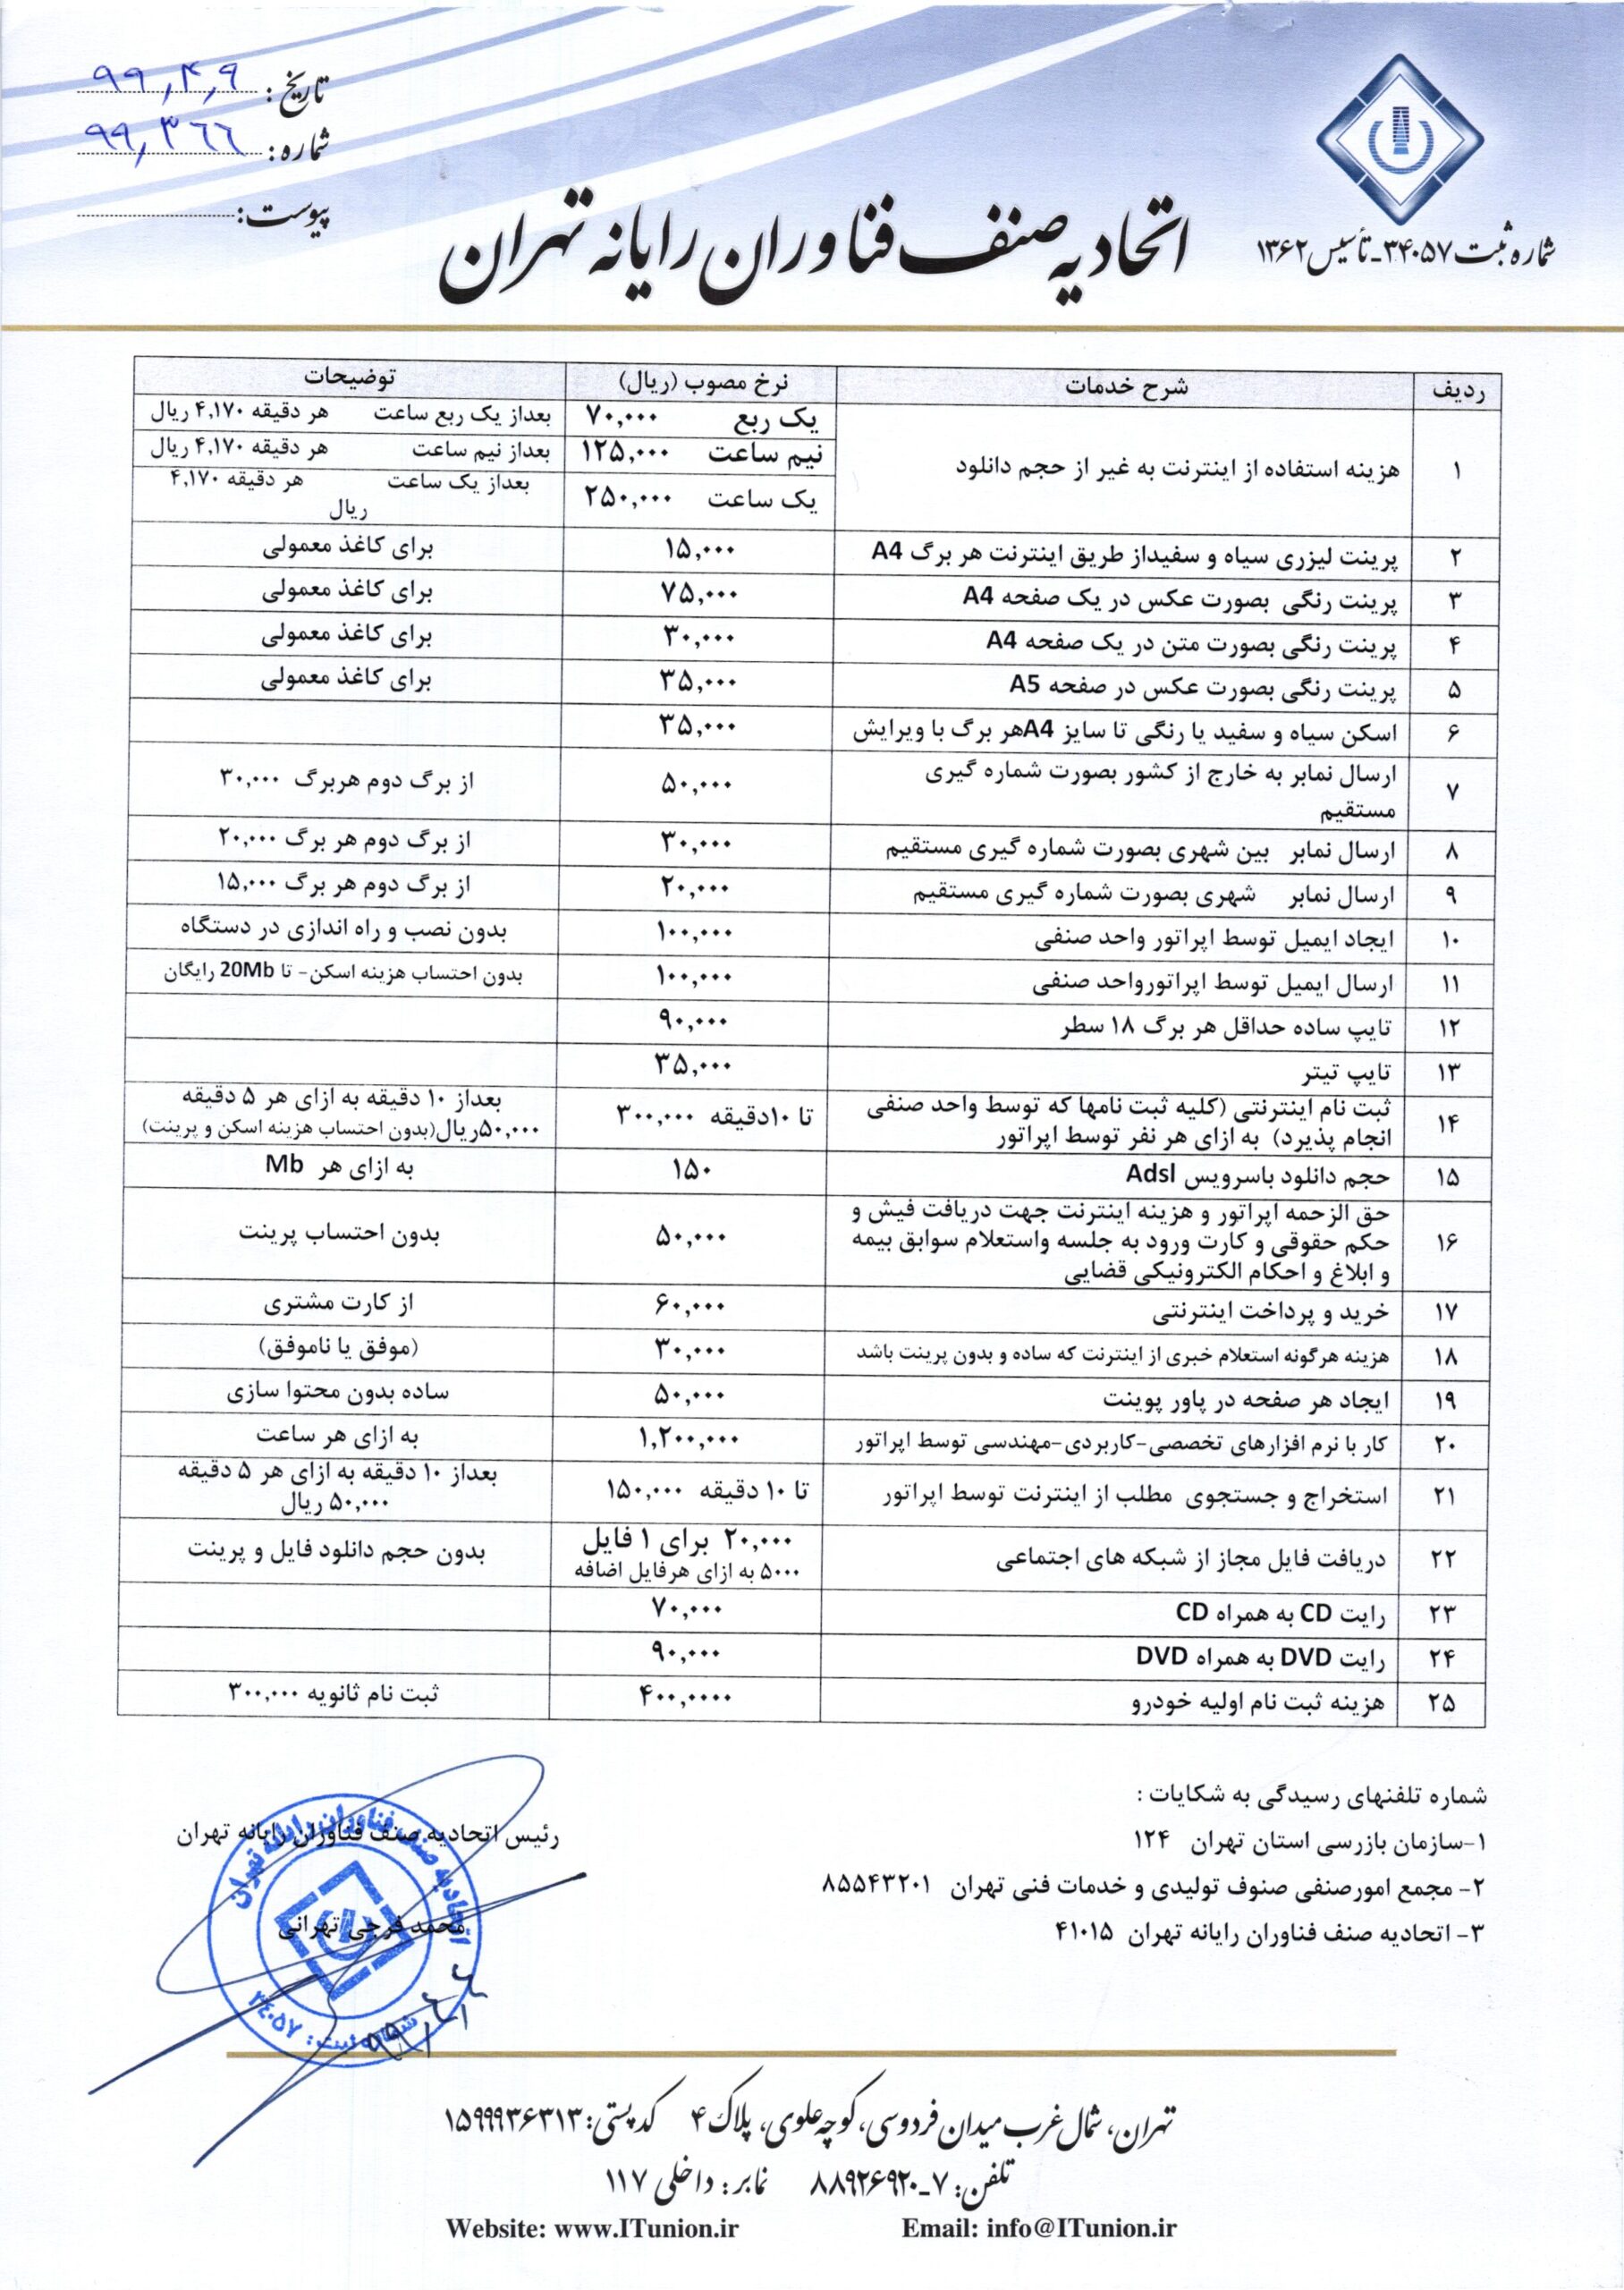 تاریخ: ۹۹,۴,۹
شماره: ۹۹,۳۶۶
پیوست:
شماره ثبت ۳۴۰۵۷-تأسیس ۱۳۶۲
اتحادیه صنف فناوران رایانه تهران
ردیف شرح خدمات نرخ مصوب (ریال) توضیحات
۱ هزینه استفاده از اینترنت به غیر از حجم دانلود یک ربع ۷۰,۰۰۰ بعداز یک ربع ساعت هر دقیقه ۴,۱۷۰ ریال
نیم ساعت ۱۲۵,۰۰۰ بعداز نیم ساعت هر دقیقه ۴,۱۷۰ ریال
یک ساعت ۲۵۰,۰۰۰ بعداز یک ساعت هر دقیقه ۴,۱۷۰
ریال
۲ پرینت لیزری سیاه و سفیداز طریق اینترنت هر برگ A4 ۱۵,۰۰۰ برای کاغذ معمولی
۳ پرینت رنگی بصورت عکس در یک صفحه A4 ۷۵,۰۰۰ برای کاغذ معمولی
۴ پرینت رنگی بصورت متن در یک صفحه A4 ۳۰,۰۰۰ برای کاغذ معمولی
۵ پرینت رنگی بصورت عکس در صفحه A5 ۳۵,۰۰۰ برای کاغذ معمولی
۶ اسکن سیاه و سفید یا رنگی تا سایز A4هر برگ با ویرایش ۳۵,۰۰۰
۷ ارسال نمابر به خارج از کشور بصورت شماره گیری
مستقیم ۵۰,۰۰۰ از برگ دوم هربرگ ۳۰,۰۰۰
۸ ارسال نمابر بین شهری بصورت شماره گیری مستقیم ۳۰,۰۰۰ از برگ دوم هر برگ ۲۰,۰۰۰
۹ ارسال نمابر شهری بصورت شماره گیری مستقیم ۲۰,۰۰۰ از برگ دوم هر برگ ۱۵,۰۰۰
۱۰ ایجاد ایمیل توسط اپراتور واحد صنفی ۱۰۰,۰۰۰ بدون نصب و راه اندازی در دستگاه
۱۱ ارسال ایمیل توسط اپراتورواحد صنفی ۱۰۰,۰۰۰ بدون احتساب هزینه اسکن- تا 20Mb رایگان
۱۲ تایپ ساده حداقل هر برگ ۱۸ سطر ۹۰,۰۰۰
۱۳ تایپ تیتر ۳۵,۰۰۰
۱۴ ثبت نام اینترنتی (کلیه ثبت نامها که توسط واحد صنفی
انجام پذیرد) به ازای هر نفر توسط اپراتور تا ۱۰دقیقه ۳۰۰,۰۰۰ بعداز ۱۰ دقیقه به ازای هر ۵ دقیقه
۵۰,۰۰۰ریال(بدون احتساب هزینه اسکن و پرینت)
۱۵ حجم دانلود باسرویس Adsl ۱۵۰ به ازای هر Mb
۱۶ حق الزحمه اپراتور و هزینه اینترنت جهت دریافت فیش و
حکم حقوقی و کارت ورود به جلسه واستعلام سوابق بیمه
و ابلاغ و احکام الکترونیکی قضایی ۵۰,۰۰۰ بدون احتساب پرینت
۱۷ خرید و پرداخت اینترنتی ۶۰,۰۰۰ از کارت مشتری
۱۸ هزینه هرگونه استعلام خبری از اینترنت که ساده و بدون پرینت باشد ۳۰,۰۰۰ (موفق یا ناموفق)
۱۹ ایجاد هر صفحه در پاور پوینت ۵۰,۰۰۰ ساده بدون محتوا سازی
۲۰ کار با نرم افزارهای تخصصی-کاربردی-مهندسی توسط اپراتور ۱,۲۰۰,۰۰۰ به ازای هر ساعت
۲۱ استخراج و جستجوی مطلب از اینترنت توسط اپراتور تا ۱۰ دقیقه ۱۵۰,۰۰۰ بعداز ۱۰ دقیقه به ازای هر ۵ دقیقه
۵۰,۰۰۰ ریال
۲۲ دریافت فایل مجاز از شبکه های اجتماعی ۲۰,۰۰۰ برای ۱ فایل
۵۰۰۰ به ازای هرفایل اضافه بدون حجم دانلود فایل و پرینت
۲۳ رایت CD به همراه CD ۷۰,۰۰۰
۲۴ رایت DVD به همراه DVD ۹۰,۰۰۰
۲۵ هزینه ثبت نام اولیه خودرو ۴۰۰,۰۰۰۰ ثبت نام ثانویه ۳۰۰,۰۰۰
شماره تلفنهای رسیدگی به شکایات :
۱-سازمان بازرسی استان تهران ۱۲۴
۲- مجمع امورصنفی صنوف تولیدی و خدمات فنی تهران ۸۵۵۴۳۲۰۱
۳- اتحادیه صنف فناوران رایانه تهران ۴۱۰۱۵
رئیس اتحادیه صنف فناوران رایانه تهران
محمد فرجی تهرانی
اتحادیه صنف فناوران رایانه تهران
شماره ثبت: ۳۴۰۵۷
تهران، شمال غرب میدان فردوسی، کوچه علوی، پلاک ۴ کد پستی: ۱۵۹۹۹۳۶۳۱۳
تلفن: ۷-۸۸۹۲۶۹۲۰ نمابر: داخلی ۱۱۷
Website: www.ITunion.ir Email: info@ITunion.ir